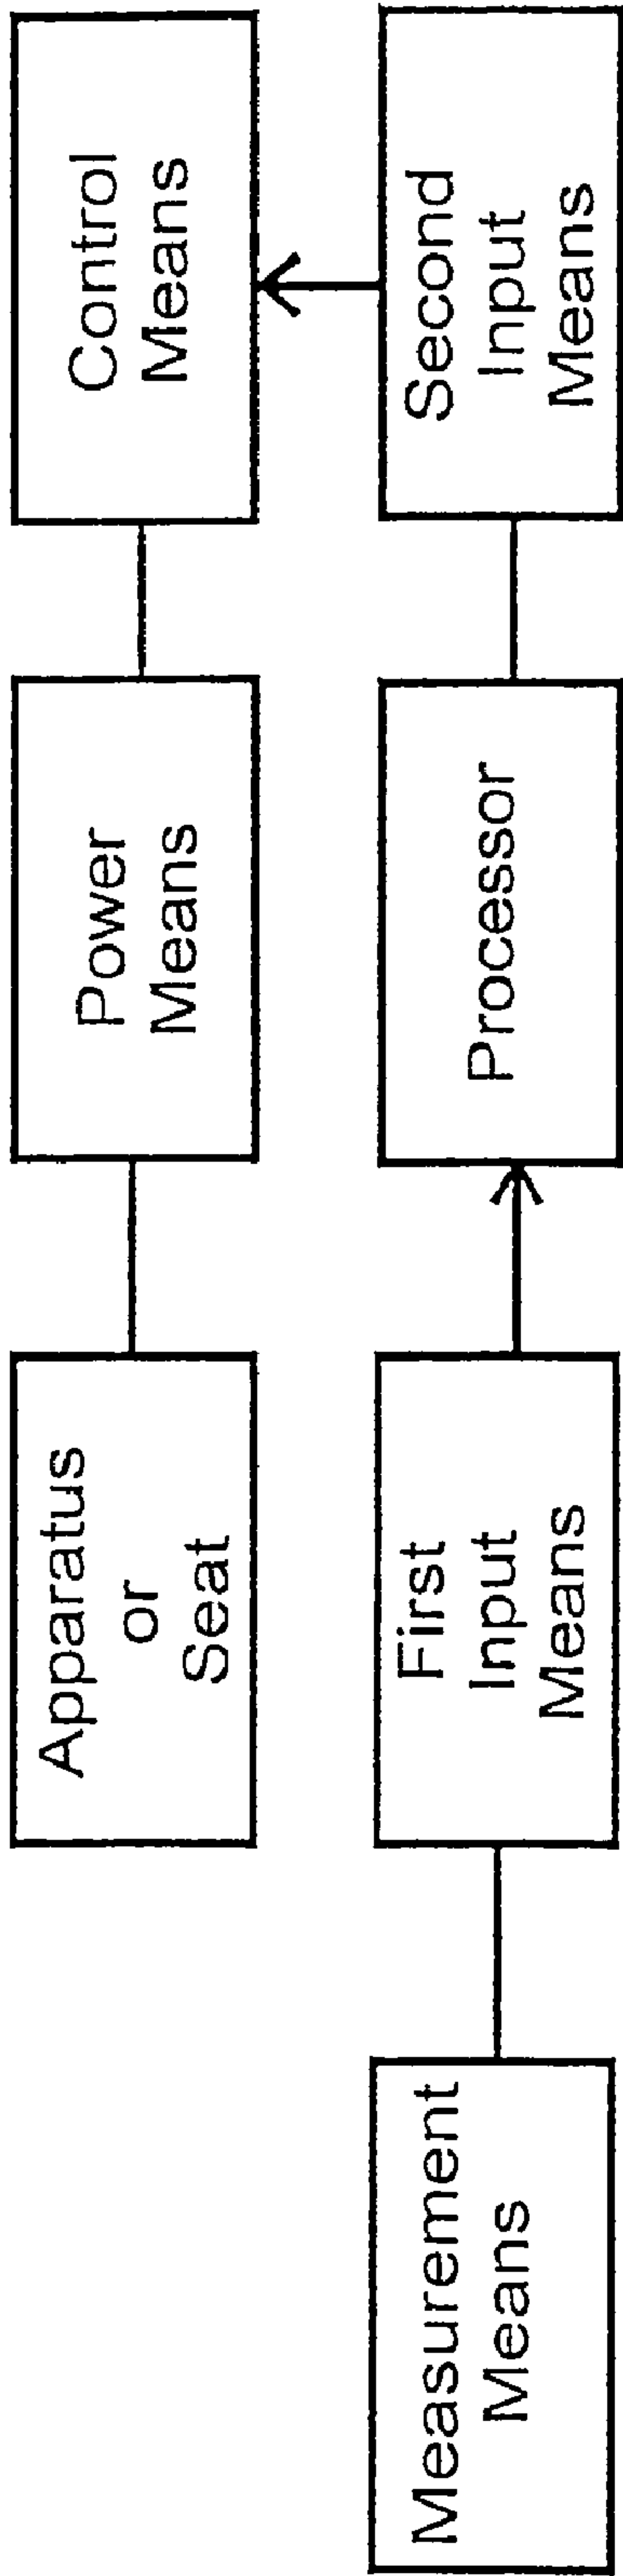 Apparatus
or
Seat
Power
Means
Control
Means
Measurement
Means
First
Input
Means
Processor
Second
Input
Means